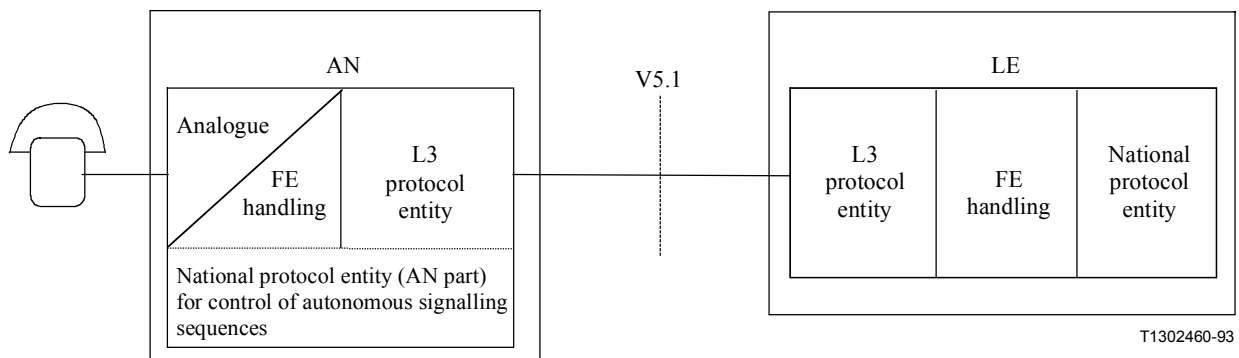 AN
V5.1
LE
Analogue
FE
handling
L3
protocol
entity
L3
protocol
entity
FE
handling
National
protocol
entity
National protocol entity (AN part)
for control of autonomous signalling
sequences
T1302460-93